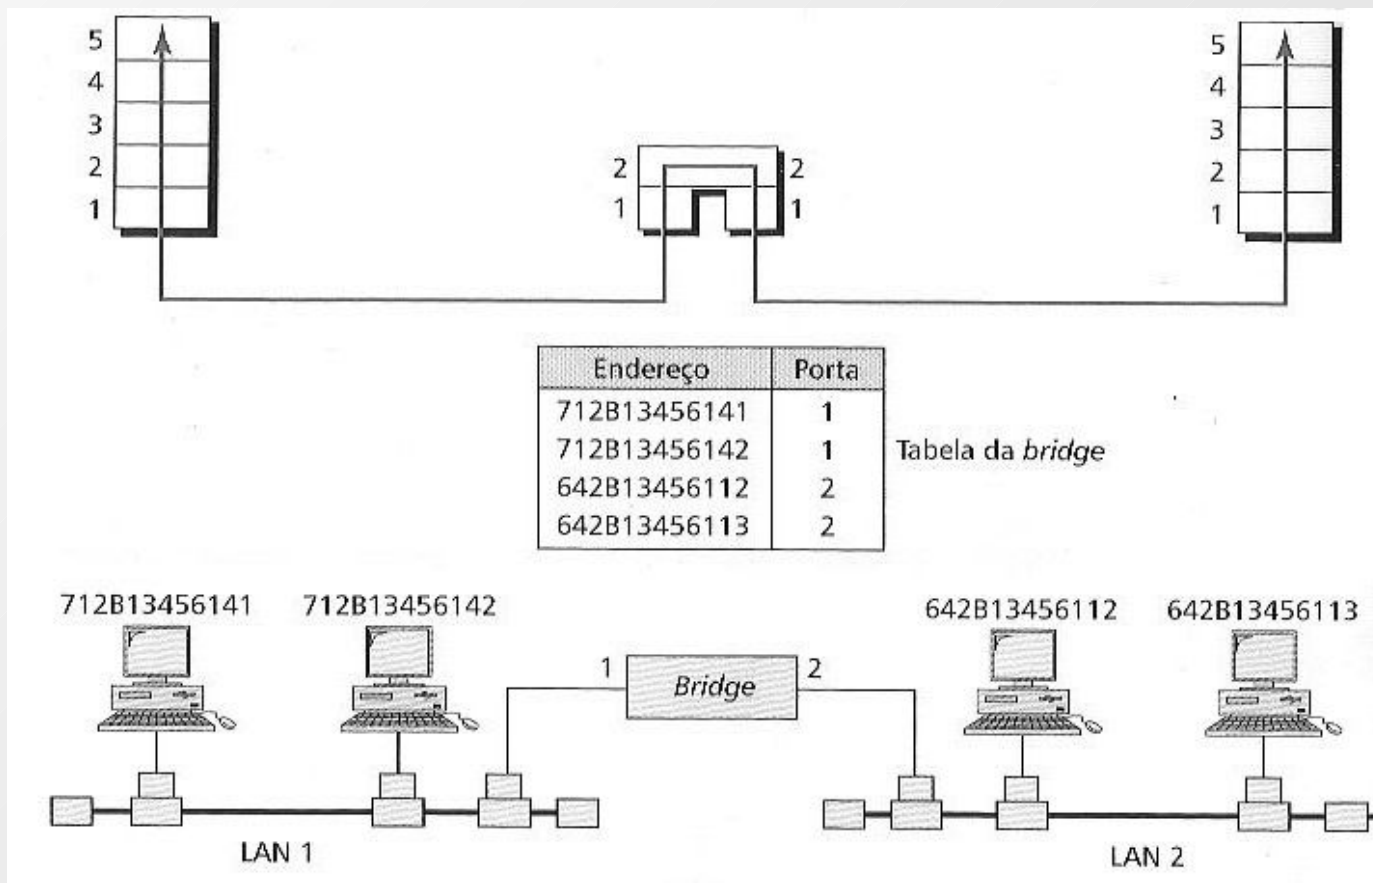 5
4
3
2
1
2 2
1 1
5
4
3
2
1
Endereço Porta
712B13456141 1
712B13456142 1
642B13456112 2
642B13456113 2
Tabela da bridge
712B13456141 712B13456142
642B13456112 642B13456113
1 Bridge 2
LAN 1
LAN 2